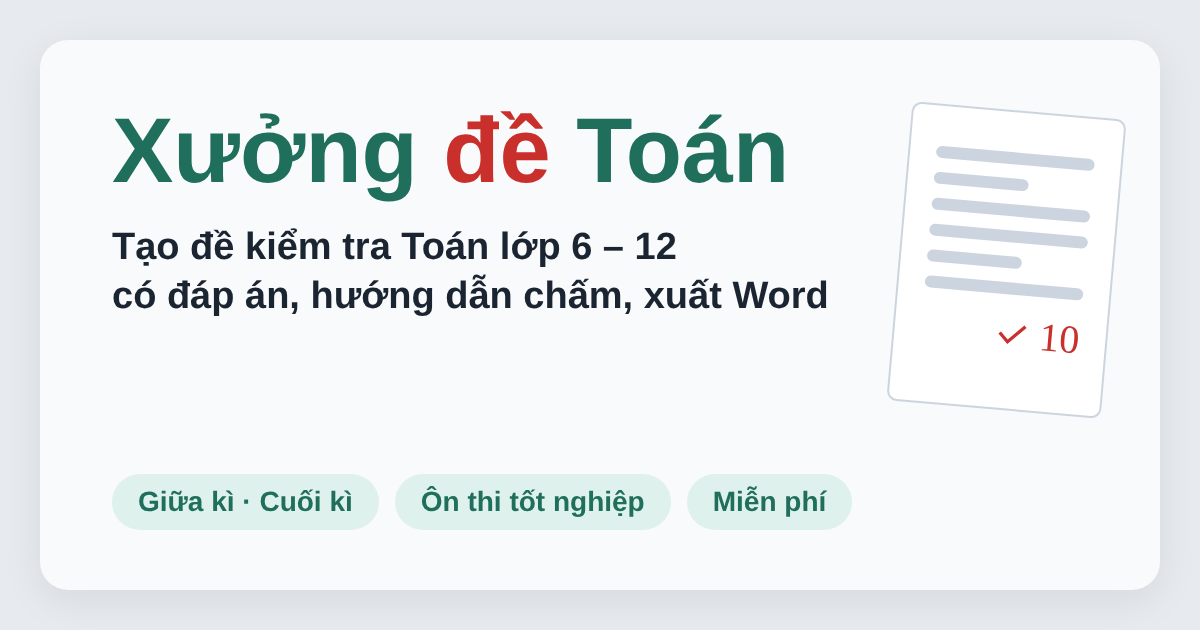 Xưởng đề Toán
Tạo đề kiểm tra Toán lớp 6 – 12
có đáp án, hướng dẫn chấm, xuất Word
10
Giữa kì · Cuối kì
Ôn thi tốt nghiệp
Miễn phí